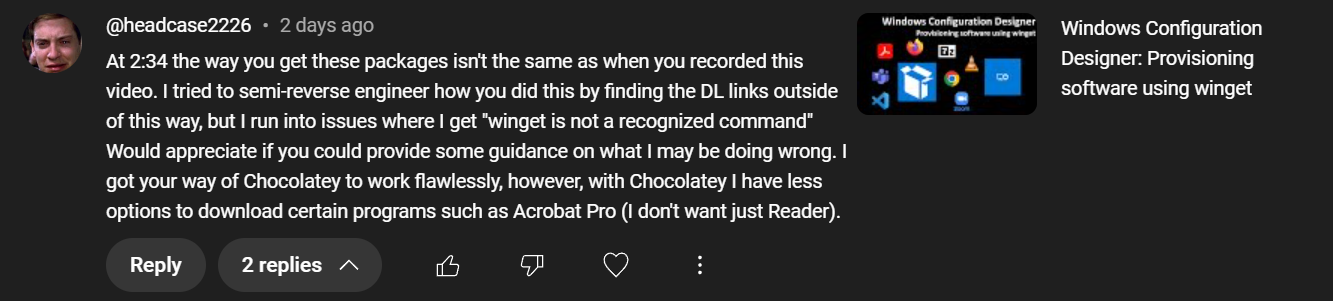 @headcase2226 • 2 days ago
At 2:34 the way you get these packages isn't the same as when you recorded this
video. I tried to semi-reverse engineer how you did this by finding the DL links outside
of this way, but I run into issues where I get "winget is not a recognized command"
Would appreciate if you could provide some guidance on what I may be doing wrong. I
got your way of Chocolatey to work flawlessly, however, with Chocolatey I have less
options to download certain programs such as Acrobat Pro (I don't want just Reader).
Reply
2 replies
Windows Configuration Designer
Provisioning software using winget
7z
zoom
Windows Configuration
Designer: Provisioning
software using winget